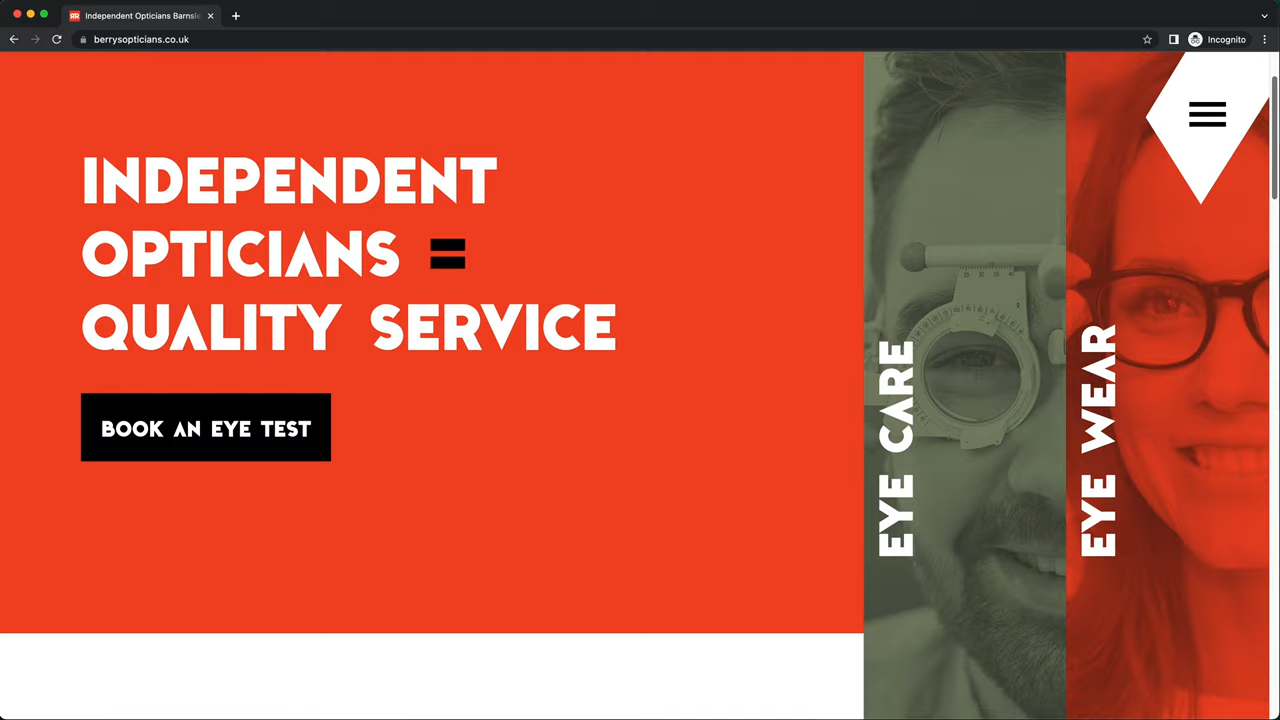 Independent Opticians Barnsle
berrysopticians.co.uk
Incognito
INDEPENDENT
OPTICIANS =
QUALITY SERVICE
BOOK AN EYE TEST
EYE CARE
EYE WEAR